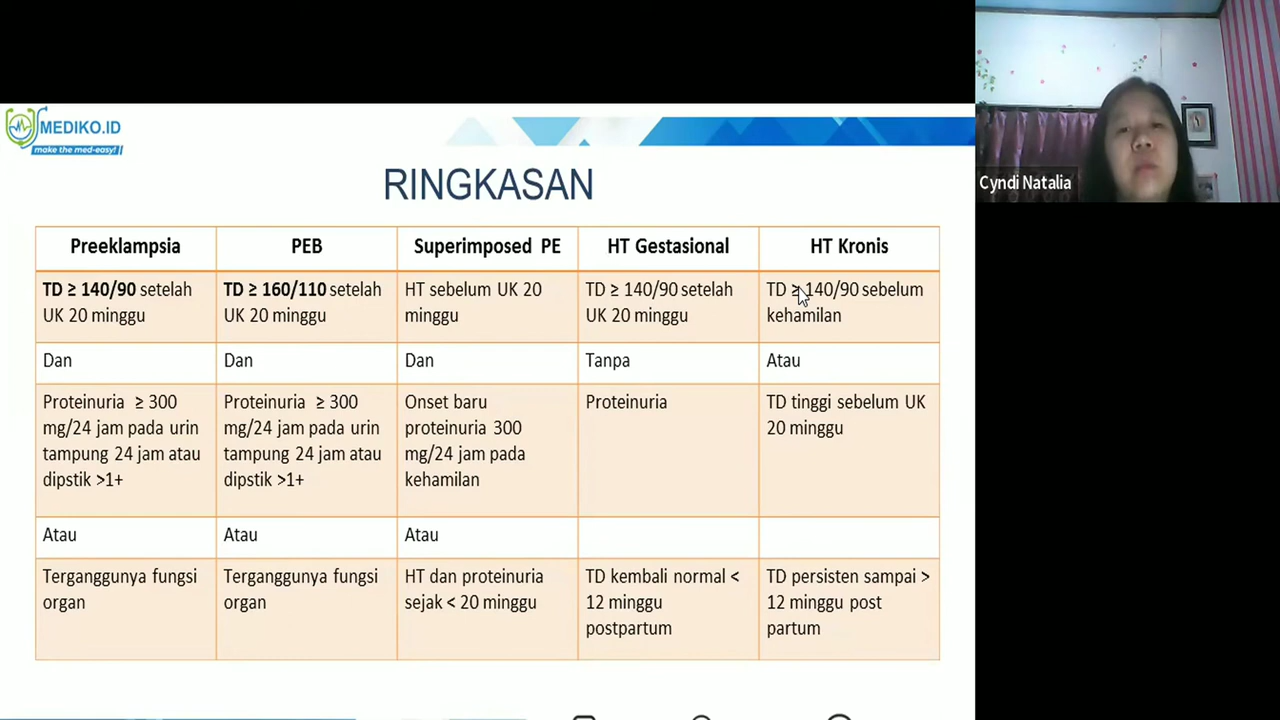 MEDIKO.ID
make the med-easy!
RINGKASAN
Preeklampsia
PEB
Superimposed PE
HT Gestasional
HT Kronis
TD ≥ 140/90 setelah
UK 20 minggu
TD ≥ 160/110 setelah
UK 20 minggu
HT sebelum UK 20
minggu
TD ≥ 140/90 setelah
UK 20 minggu
TD ≥ 140/90 sebelum
kehamilan
Dan
Dan
Dan
Tanpa
Atau
Proteinuria ≥ 300
mg/24 jam pada urin
tampung 24 jam atau
dipstik >1+
Proteinuria ≥ 300
mg/24 jam pada urin
tampung 24 jam atau
dipstik >1+
Onset baru
proteinuria 300
mg/24 jam pada
kehamilan
Proteinuria
TD tinggi sebelum UK
20 minggu
Atau
Atau
Atau
Terganggunya fungsi
organ
Terganggunya fungsi
organ
HT dan proteinuria
sejak < 20 minggu
TD kembali normal <
12 minggu
postpartum
TD persisten sampai >
12 minggu post
partum
Cyndi Natalia